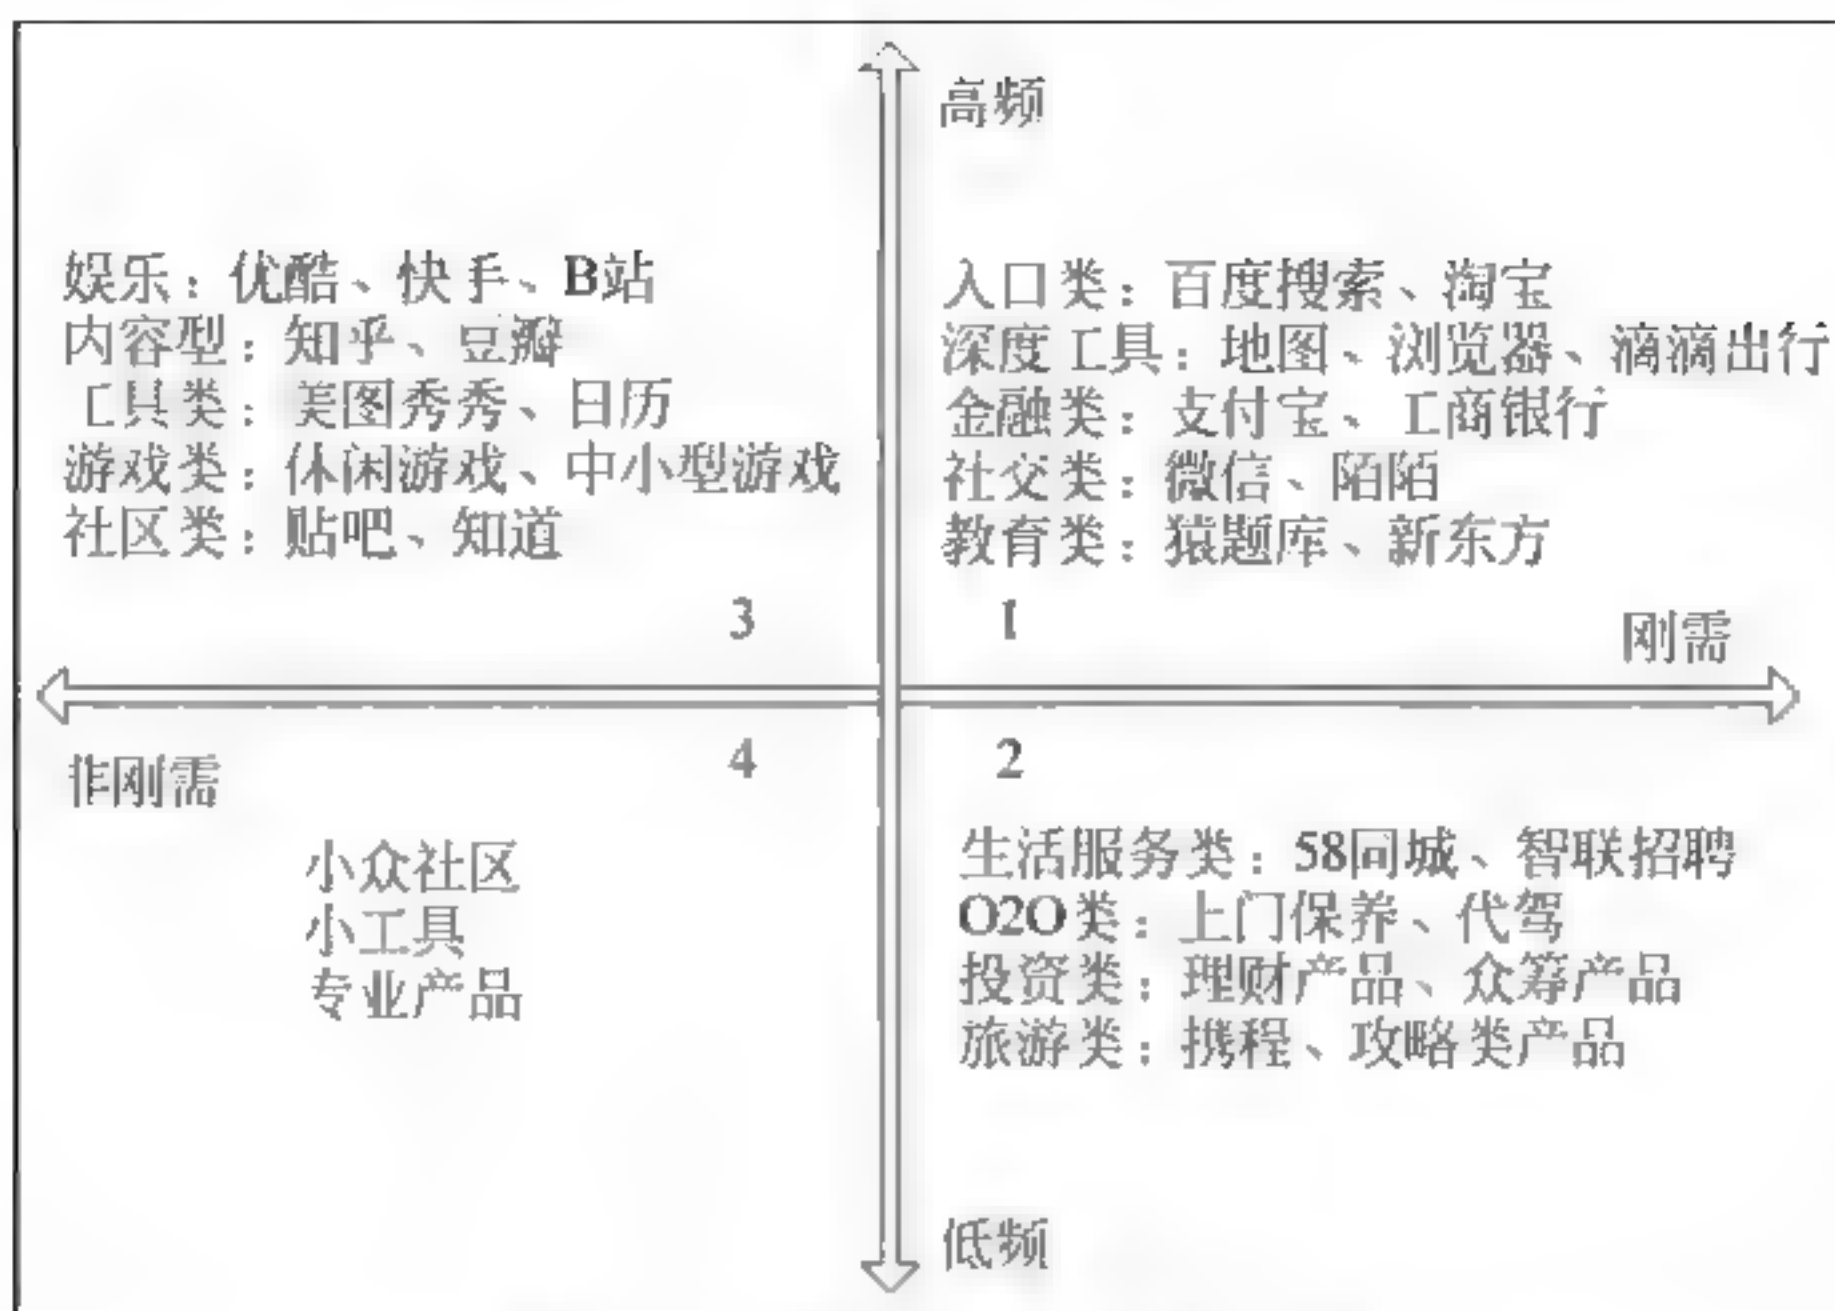 高频
娱乐：优酷、快手、B站
内容型：知乎、豆瓣
工具类：美图秀秀、日历
游戏类：休闲游戏、中小型游戏
社区类：贴吧、知道
3
入口类：百度搜索、淘宝
深度工具：地图、浏览器、滴滴出行
金融类：支付宝、工商银行
社交类：微信、陌陌
教育类：猿题库、新东方
1
刚需
非刚需
4
小众社区
小工具
专业产品
2
生活服务类：58同城、智联招聘
O2O类：上门保养、代驾
投资类：理财产品、众筹产品
旅游类：携程、攻略类产品
低频